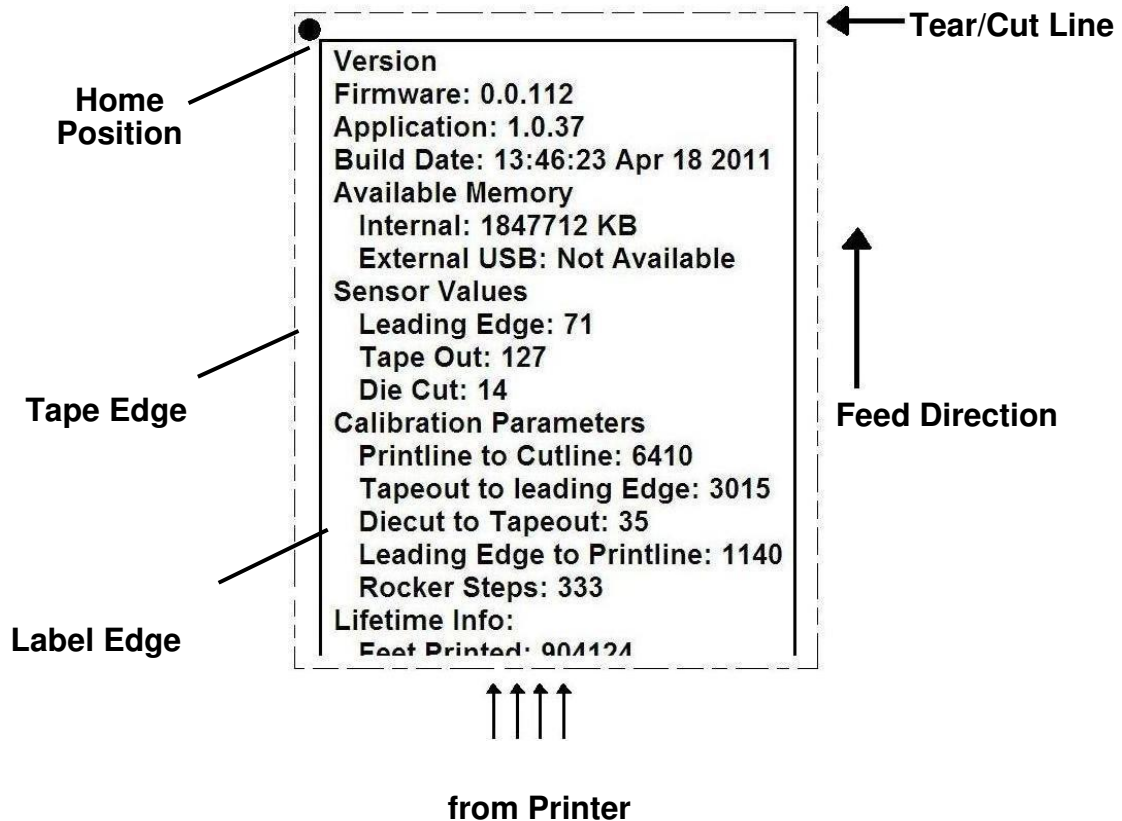 Tear/Cut Line
Home
Position
Version
Firmware: 0.0.112
Application: 1.0.37
Build Date: 13:46:23 Apr 18 2011
Available Memory
Internal: 1847712 KB
External USB: Not Available
Sensor Values
Leading Edge: 71
Tape Out: 127
Die Cut: 14
Calibration Parameters
Printline to Cutline: 6410
Tapeout to leading Edge: 3015
Diecut to Tapeout: 35
Leading Edge to Printline: 1140
Rocker Steps: 333
Lifetime Info:
Feet Printed: 904124
Tape Edge
Feed Direction
Label Edge
from Printer